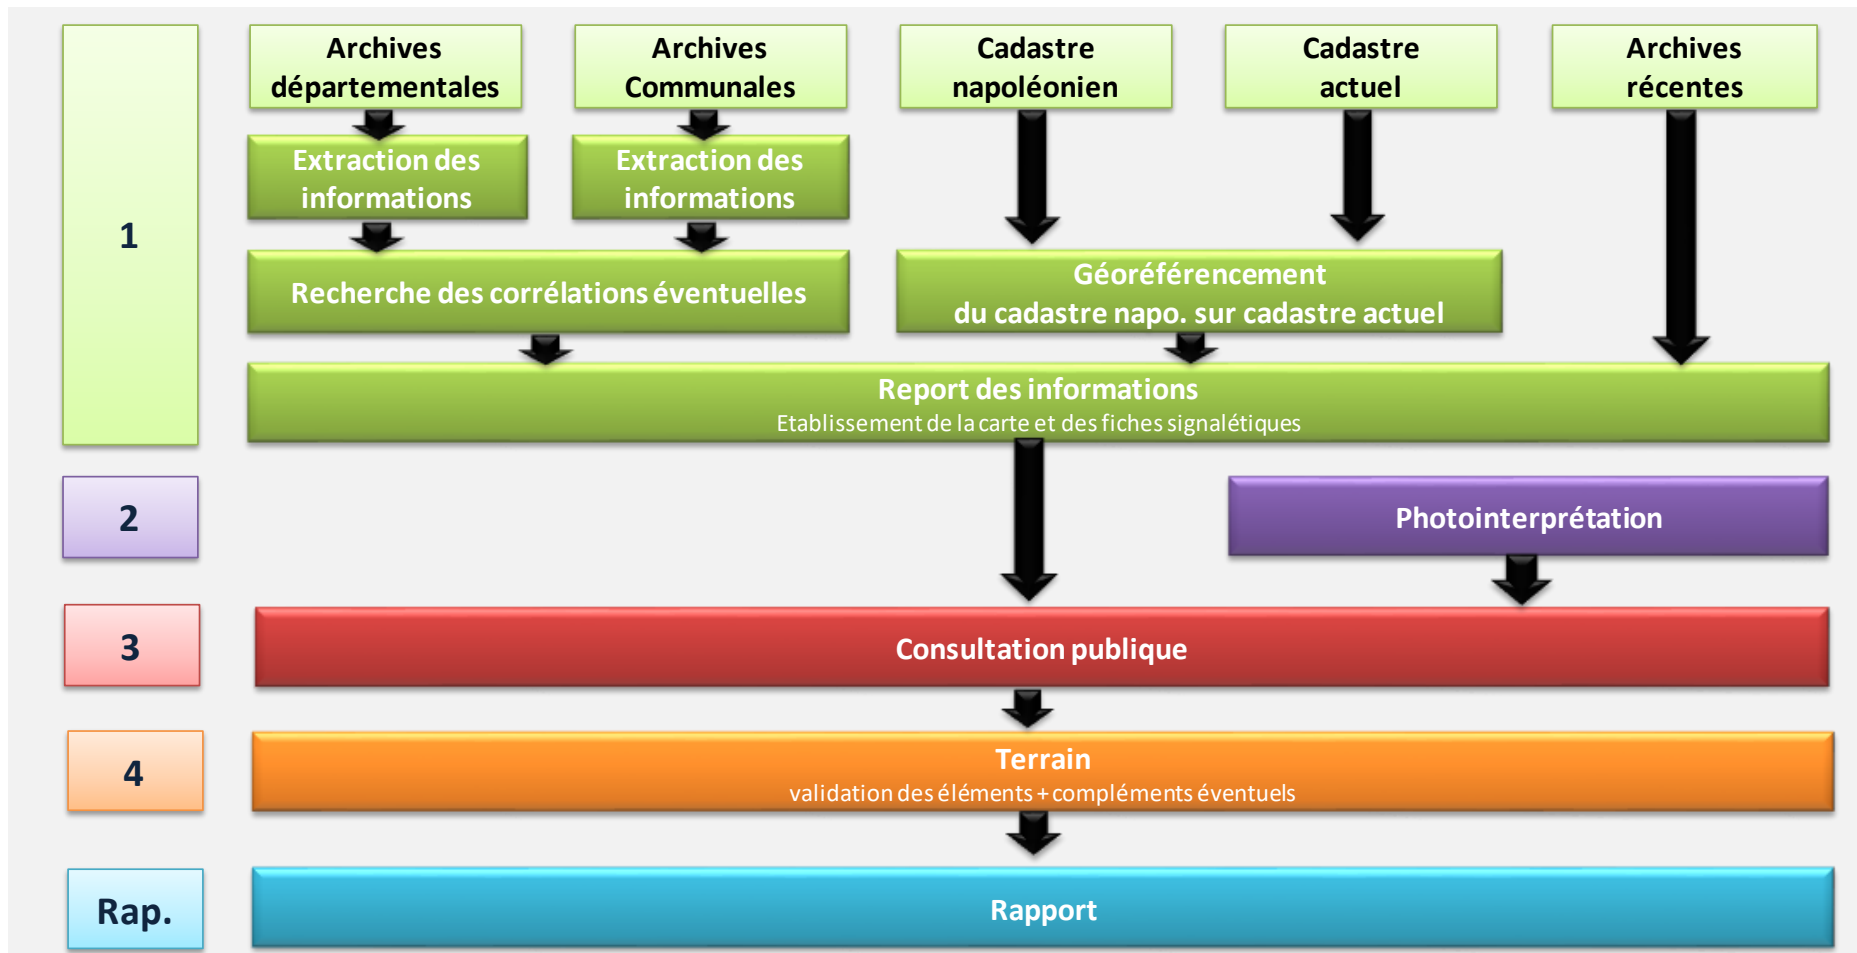 1
Archives
départementales
Archives
Communales
Cadastre
napoléonien
Cadastre
actuel
Archives
récentes
Extraction des
informations
Extraction des
informations
Recherche des corrélations éventuelles
Géoréférencement
du cadastre napo. sur cadastre actuel
Report des informations
Etablissement de la carte et des fiches signalétiques
2
Photointerprétation
3
Consultation publique
4
Terrain
validation des éléments + compléments éventuels
Rap.
Rapport